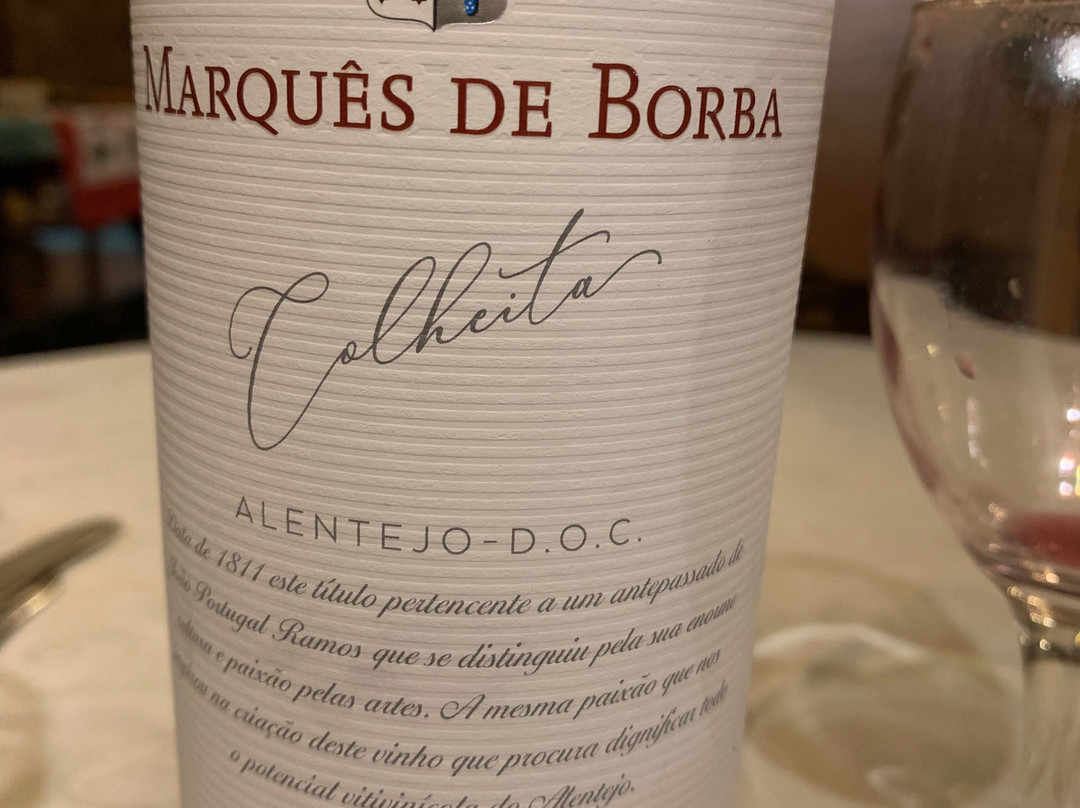 MARQUÊS DE BORBA
Colheita
ALENTEJO-D.O.C.
Data de 1811 este título pertencente a um antepassado de
João Portugal Ramos que se distinguiu pela sua enorme
cultura e paixão pelas artes. A mesma paixão que nos
na criação deste vinho que procura dignificar todo
o potencial vitivinícola do Alentejo.